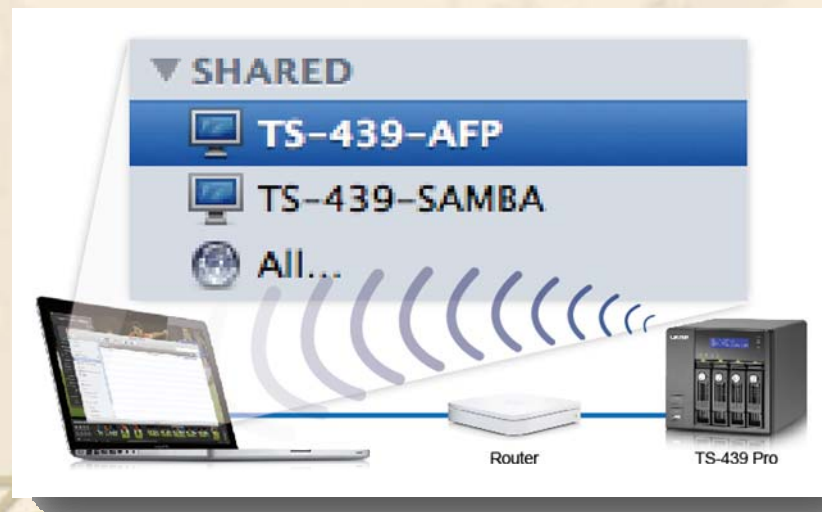 ▼ SHARED
TS-439-AFP
TS-439-SAMBA
All...
Router
TS-439 Pro